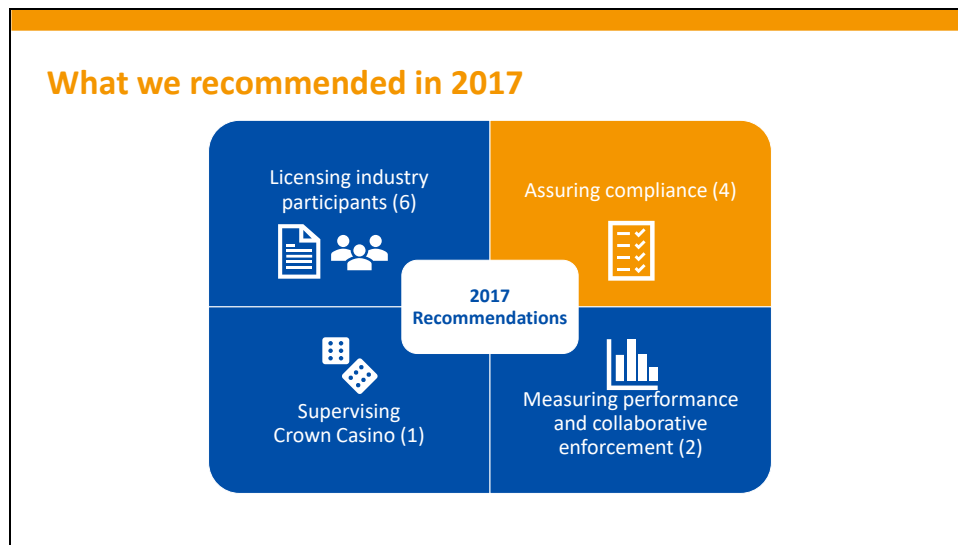 What we recommended in 2017
Licensing industry
participants (6)
Assuring compliance (4)
2017
Recommendations
Supervising
Crown Casino (1)
Measuring performance
and collaborative
enforcement (2)